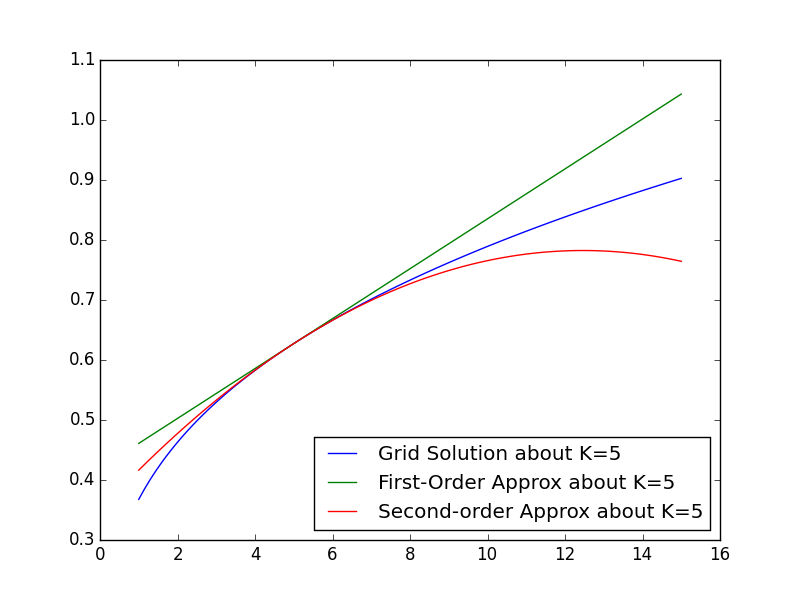 1.1
1.0
0.9
0.8
0.7
0.6
0.5
0.4
0.3
0 2 4 6 8 10 12 14 16
Grid Solution about K=5
First-Order Approx about K=5
Second-order Approx about K=5